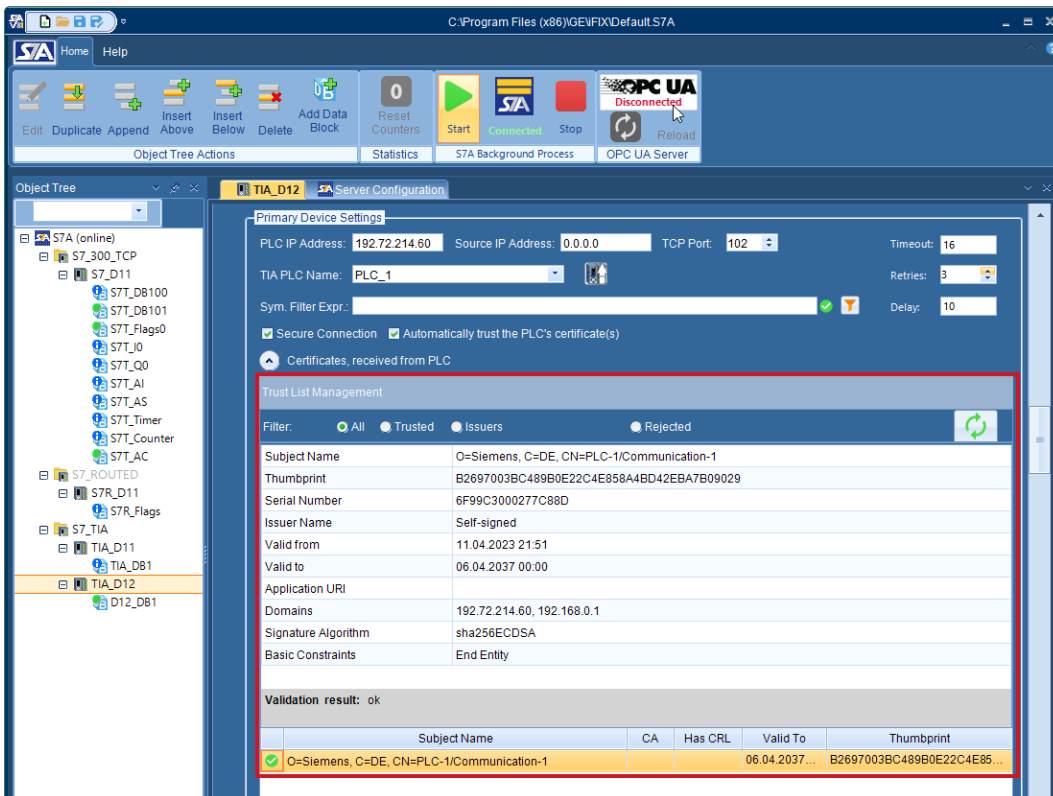 C:\Program Files (x86)\GE\iFIX\Default.S7A
S7A Home Help
Edit Duplicate Append Insert Above Insert Below Delete Add Data Block
0 Reset Counters
Start S7A Connected Stop
OPC UA Disconnected Reload
Object Tree Actions Statistics S7A Background Process OPC UA Server
Object Tree
TIA_D12 S7A Server Configuration
S7A (online)
S7_300_TCP
S7_D11
S7T_DB100
S7T_DB101
S7T_Flags0
S7T_I0
S7T_Q0
S7T_AI
S7T_AS
S7T_Timer
S7T_Counter
S7T_AC
S7_ROUTED
S7R_D11
S7R_Flags
S7_TIA
TIA_D11
TIA_DB1
TIA_D12
D12_DB1
Primary Device Settings
PLC IP Address: 192.72.214.60 Source IP Address: 0.0.0.0 TCP Port: 102 Timeout: 16
TIA PLC Name: PLC_1 Retries: 3
Sym. Filter Expr.: Delay: 10
Secure Connection Automatically trust the PLC's certificate(s)
Certificates, received from PLC
Trust List Management
Filter: All Trusted Issuers Rejected
Subject Name O=Siemens, C=DE, CN=PLC-1/Communication-1
Thumbprint B2697003BC489B0E22C4E858A4BD42EBA7B09029
Serial Number 6F99C3000277C88D
Issuer Name Self-signed
Valid from 11.04.2023 21:51
Valid to 06.04.2037 00:00
Application URI
Domains 192.72.214.60, 192.168.0.1
Signature Algorithm sha256ECDSA
Basic Constraints End Entity
Validation result: ok
Subject Name CA Has CRL Valid To Thumbprint
O=Siemens, C=DE, CN=PLC-1/Communication-1 06.04.2037... B2697003BC489B0E22C4E85...